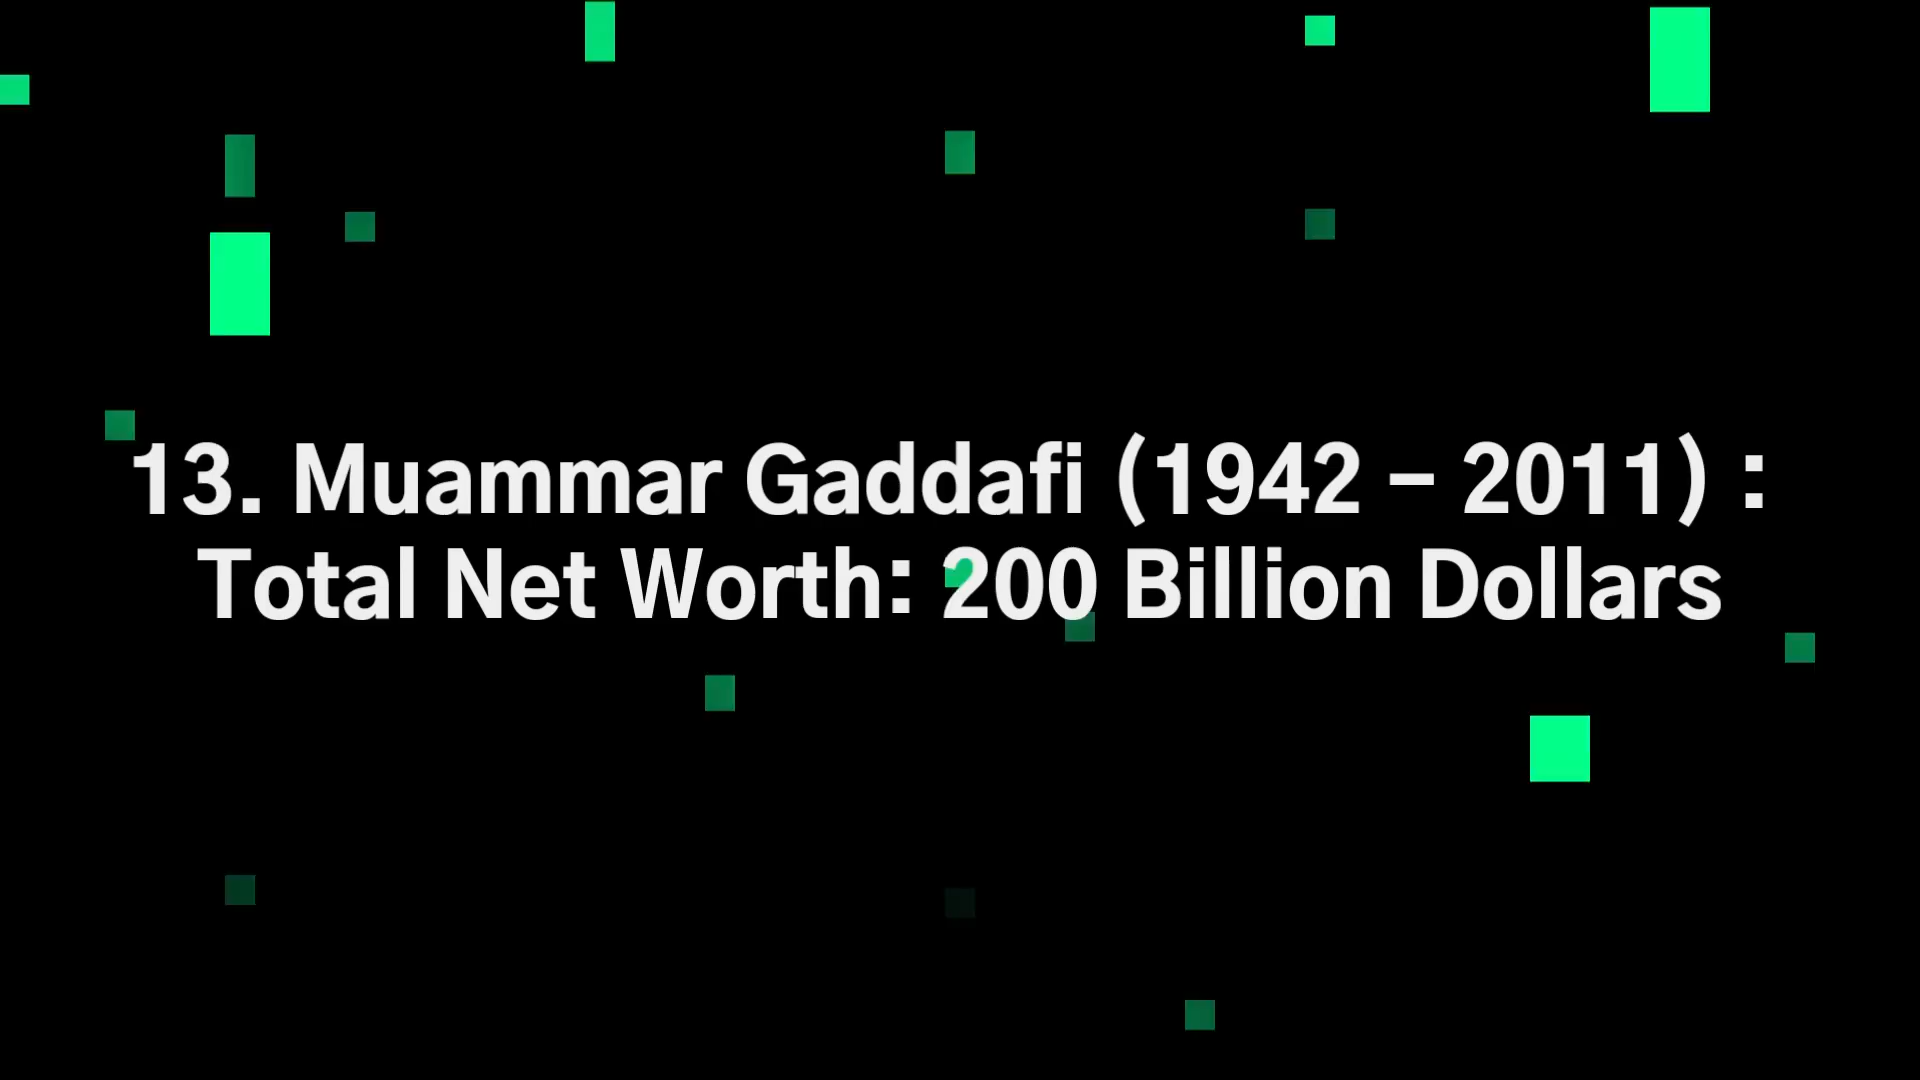 13. Muammar Gaddafi (1942 – 2011) :
Total Net Worth: 200 Billion Dollars